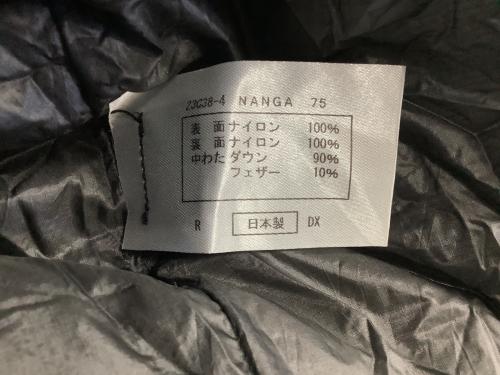 23C38-4 NANGA 75
表 面 ナイロン 100%
裏 面 ナイロン 100%
中わた ダウン 90%
フェザー 10%
R 日本製 DX